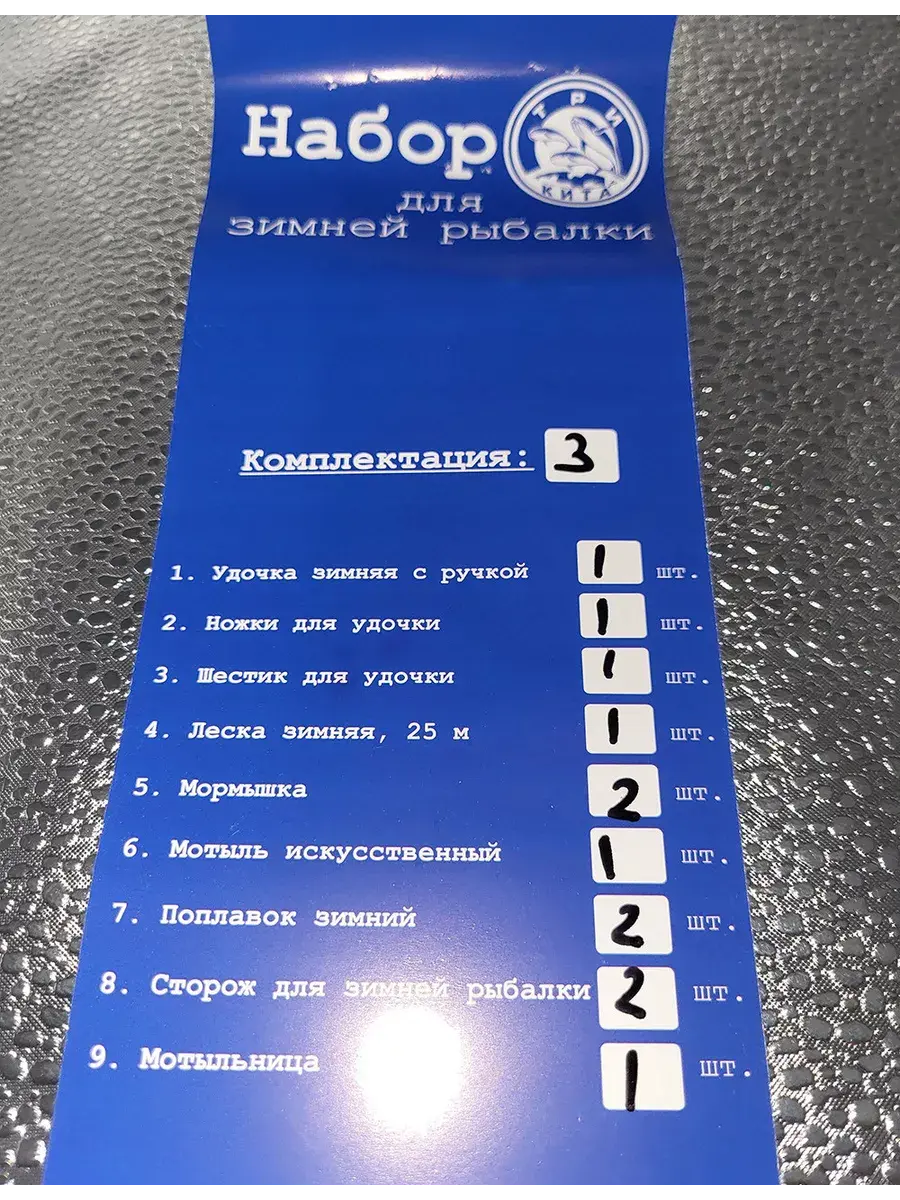 Набор
ТРИ
КИТА
для
зимней рыбалки
Комплектация: 3
1. Удочка зимняя с ручкой 1 шт.
2. Ножки для удочки 1 шт.
3. Шестик для удочки 1 шт.
4. Леска зимняя, 25 м 1 шт.
5. Мормышка 2 шт.
6. Мотыль искусственный 1 шт.
7. Поплавок зимний 2 шт.
8. Сторож для зимней рыбалки 2 шт.
9. Мотыльница 1 шт.